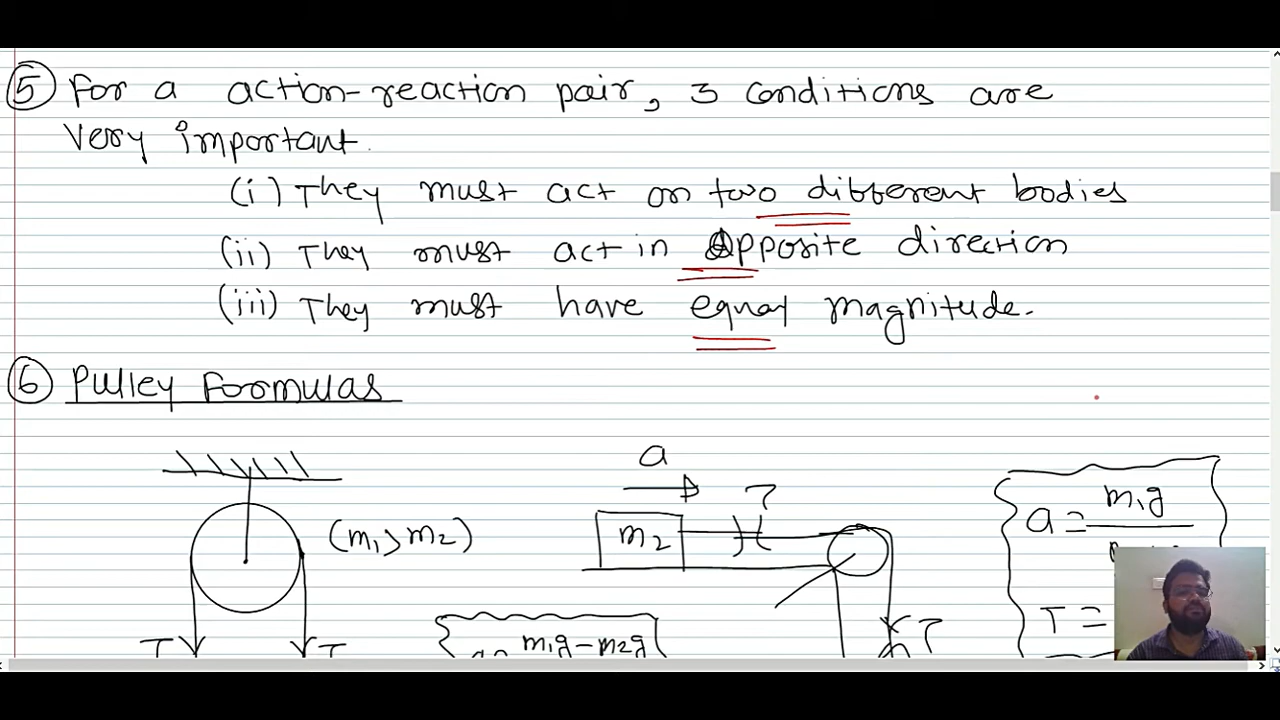 5 For a action-reaction pair, 3 conditions are
very important.
(i) They must act on two different bodies
(ii) They must act in opposite direction
(iii) They must have equal magnitude.
6 Pulley Formulas
a
T
m1g
a =
(m1>m2)
m2
T =
T
T
T
m1g-m2g